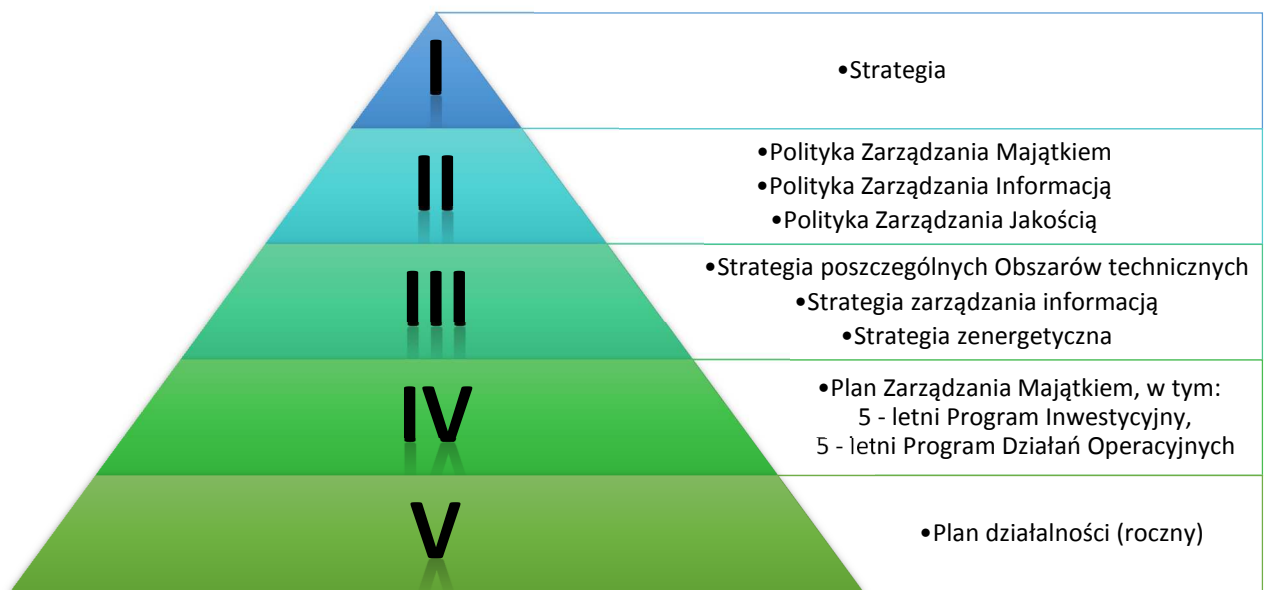 I
•Strategia
II
•Polityka Zarządzania Majątkiem
•Polityka Zarządzania Informacją
•Polityka Zarządzania Jakością
III
•Strategia poszczególnych Obszarów technicznych
•Strategia zarządzania informacją
•Strategia zenergetyczna
IV
•Plan Zarządzania Majątkiem, w tym:
5 - letni Program Inwestycyjny,
5 - letni Program Działań Operacyjnych
V
•Plan działalności (roczny)